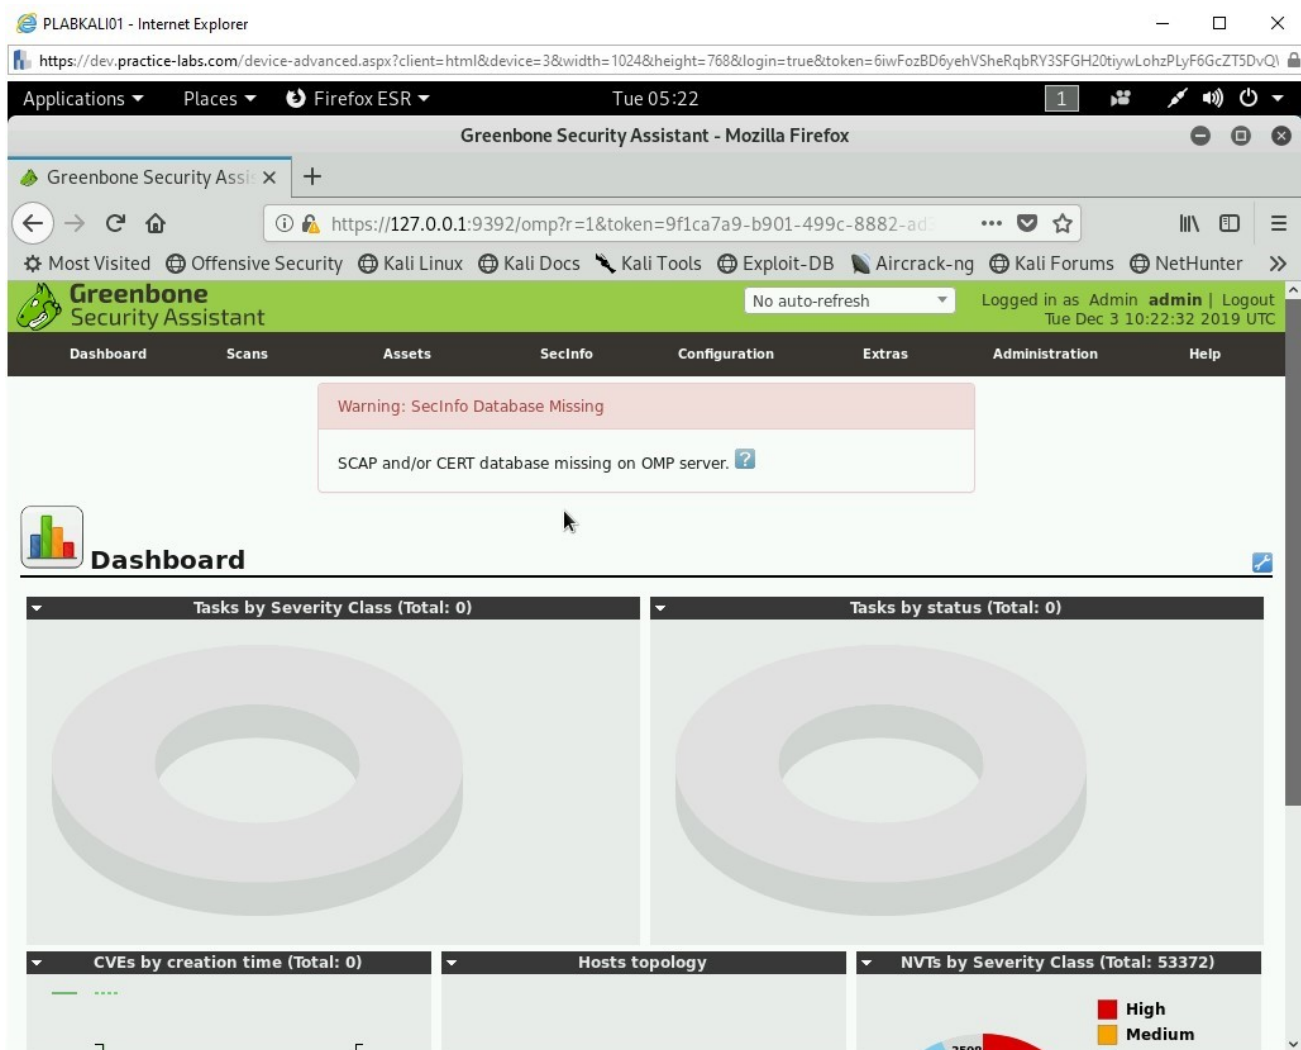 PLABKALI01 - Internet Explorer
https://dev.practice-labs.com/device-advanced.aspx?client=html&device=3&width=1024&height=768&login=true&token=6iwFozBD6yehVSheRqbRY3SFGH20tiywLohzPLyF6GcZT5DvQ\
Applications Places Firefox ESR Tue 05:22 1
Greenbone Security Assistant - Mozilla Firefox
Greenbone Security Assis
https://127.0.0.1:9392/omp?r=1&token=9f1ca7a9-b901-499c-8882-ad
Most Visited Offensive Security Kali Linux Kali Docs Kali Tools Exploit-DB Aircrack-ng Kali Forums NetHunter
Greenbone
Security Assistant
No auto-refresh
Logged in as Admin admin | Logout
Tue Dec 3 10:22:32 2019 UTC
Dashboard Scans Assets SecInfo Configuration Extras Administration Help
Warning: SecInfo Database Missing
SCAP and/or CERT database missing on OMP server. ?
Dashboard
Tasks by Severity Class (Total: 0) Tasks by status (Total: 0)
CVEs by creation time (Total: 0) Hosts topology NVTs by Severity Class (Total: 53372)
High
Medium